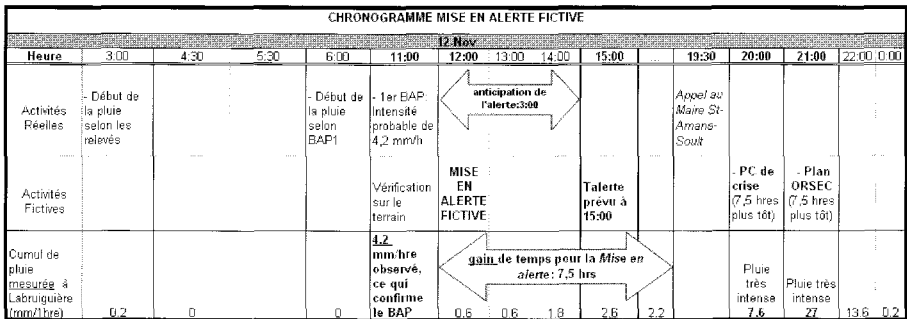 CHRONOGRAMME MISE EN ALERTE FICTIVE
12-Nov
Heure 3:00 4:30 5:30 6:00 11:00 12:00 13:00 14:00 15:00 ... 19:30 20:00 21:00 22:00 0:00
Activités
Réelles
- Début de
la pluie
selon les
relevés
- Début de
la pluie
selon
BAP1
- 1er BAP:
Intensité
probable de
4,2 mm/h
anticipation de
l'alerte:3:00
Appel au
Maire St-
Amans-
Soult
Activités
Fictives
Vérification
sur le
terrain
MISE
EN
ALERTE
FICTIVE
Talerte
prévu à
15:00
- PC de
crise
(7,5 hres
plus tôt)
- Plan
ORSEC
(7,5 hres
plus tôt)
Cumul de
pluie
mesurée à
Labruiguière
(mm/1hre)
0,2
0
0
4.2
mm/hre
observé,
ce qui
confirme
le BAP
gain de temps pour la Mise en
alerte: 7,5 hrs
0,6
0,6
1,8
2,6
2,2
Pluie
très
intense
7,6
Pluie très
intense
27
13,6
0,2